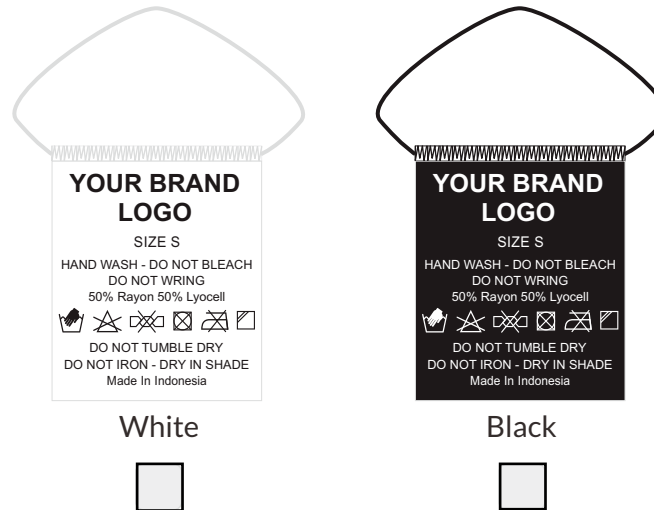 YOUR BRAND
LOGO
SIZE S
HAND WASH - DO NOT BLEACH
DO NOT WRING
50% Rayon 50% Lyocell
DO NOT TUMBLE DRY
DO NOT IRON - DRY IN SHADE
Made In Indonesia
White
YOUR BRAND
LOGO
SIZE S
HAND WASH - DO NOT BLEACH
DO NOT WRING
50% Rayon 50% Lyocell
DO NOT TUMBLE DRY
DO NOT IRON - DRY IN SHADE
Made In Indonesia
Black